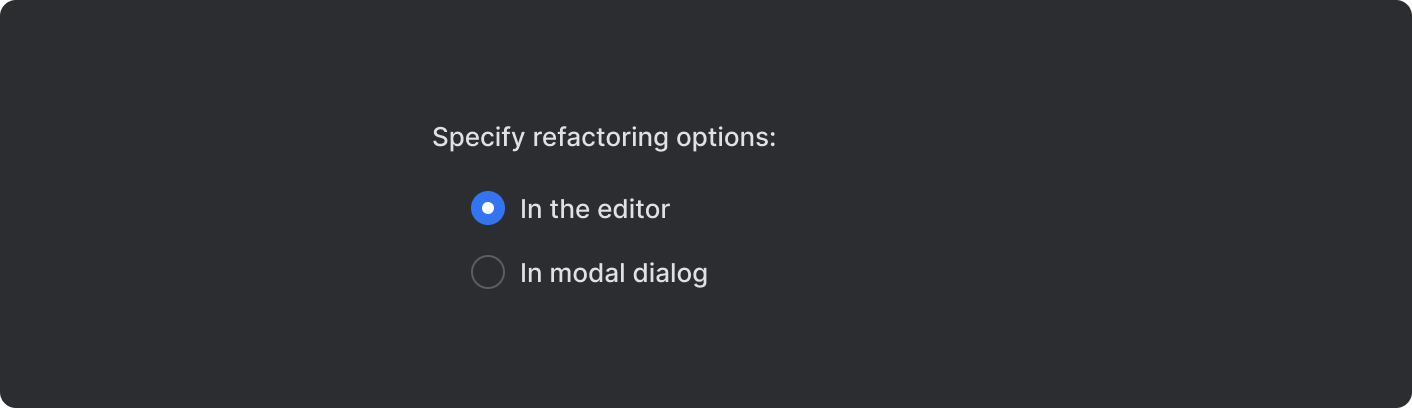 Specify refactoring options:
In the editor
In modal dialog